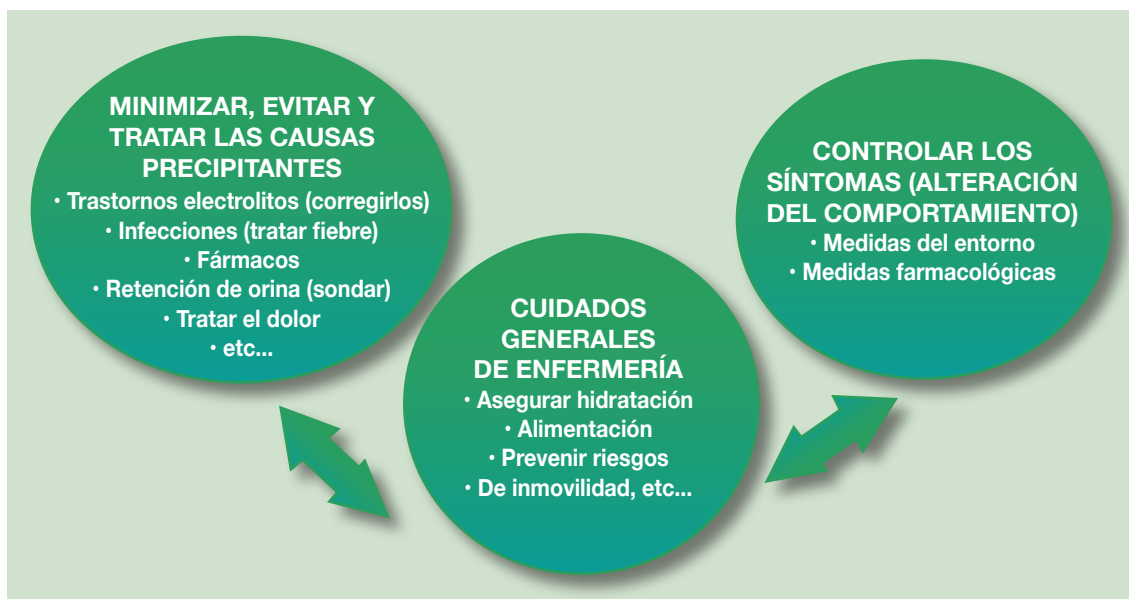 MINIMIZAR, EVITAR Y
TRATAR LAS CAUSAS
PRECIPITANTES
• Trastornos electrolitos (corregirlos)
• Infecciones (tratar fiebre)
• Fármacos
• Retención de orina (sondar)
• Tratar el dolor
• etc...
CUIDADOS
GENERALES
DE ENFERMERÍA
• Asegurar hidratación
• Alimentación
• Prevenir riesgos
• De inmovilidad, etc...
CONTROLAR LOS
SÍNTOMAS (ALTERACIÓN
DEL COMPORTAMIENTO)
• Medidas del entorno
• Medidas farmacológicas